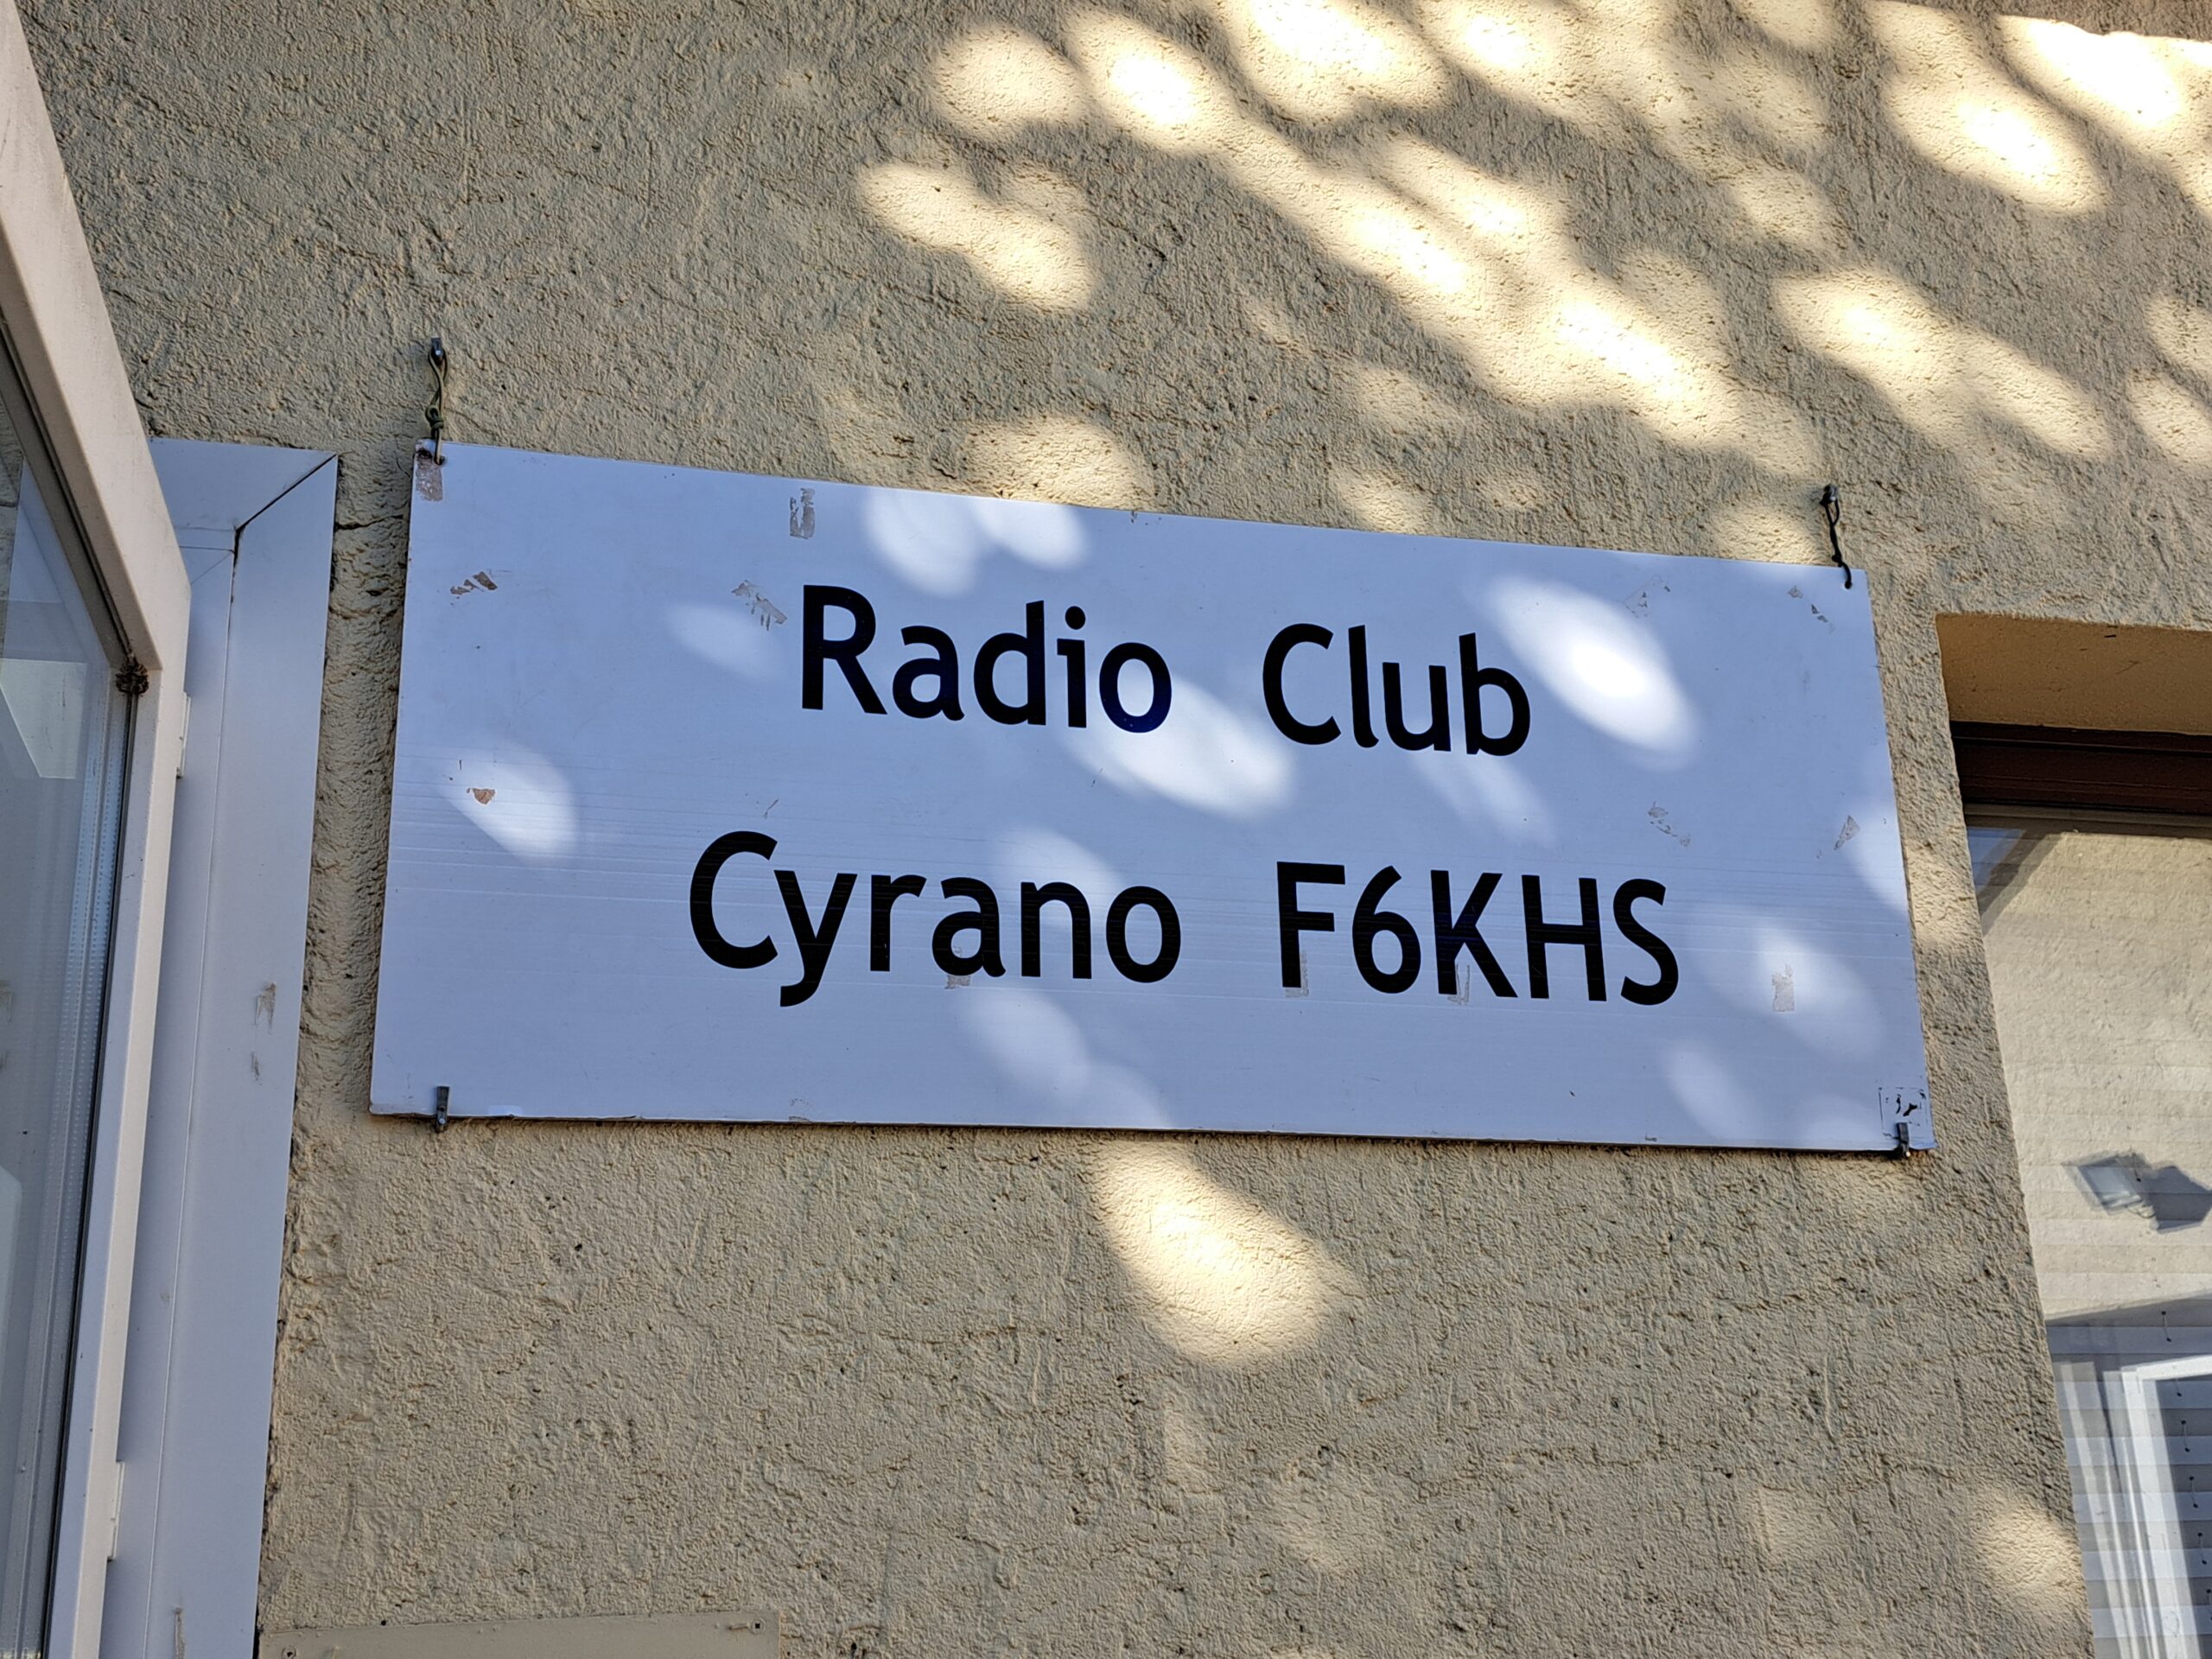 Radio Club
Cyrano F6KHS